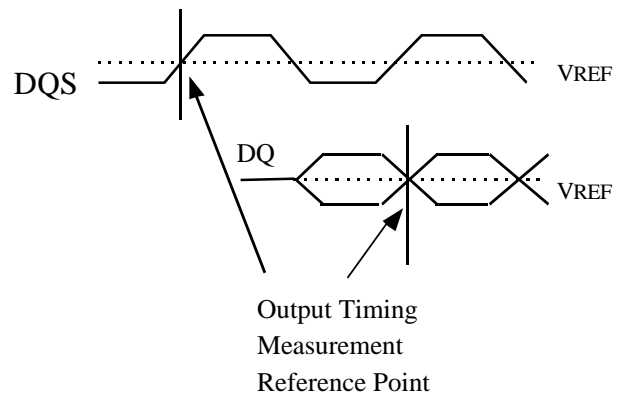 DQS
VREF
DQ
VREF
Output Timing
Measurement
Reference Point